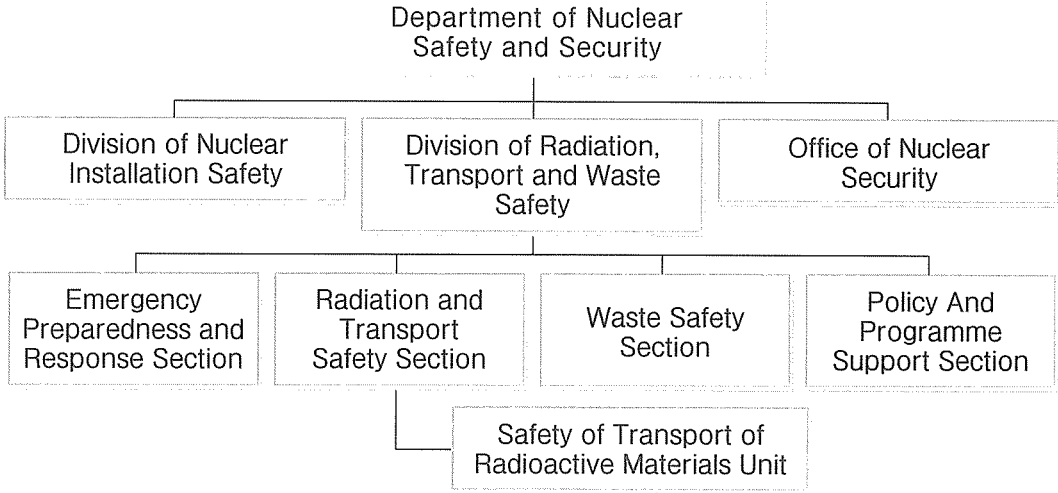 Department of Nuclear
Safety and Security
Division of Nuclear
Installation Safety
Division of Radiation,
Transport and Waste
Safety
Office of Nuclear
Security
Emergency
Preparedness and
Response Section
Radiation and
Transport
Safety Section
Waste Safety
Section
Policy And
Programme
Support Section
Safety of Transport of
Radioactive Materials Unit